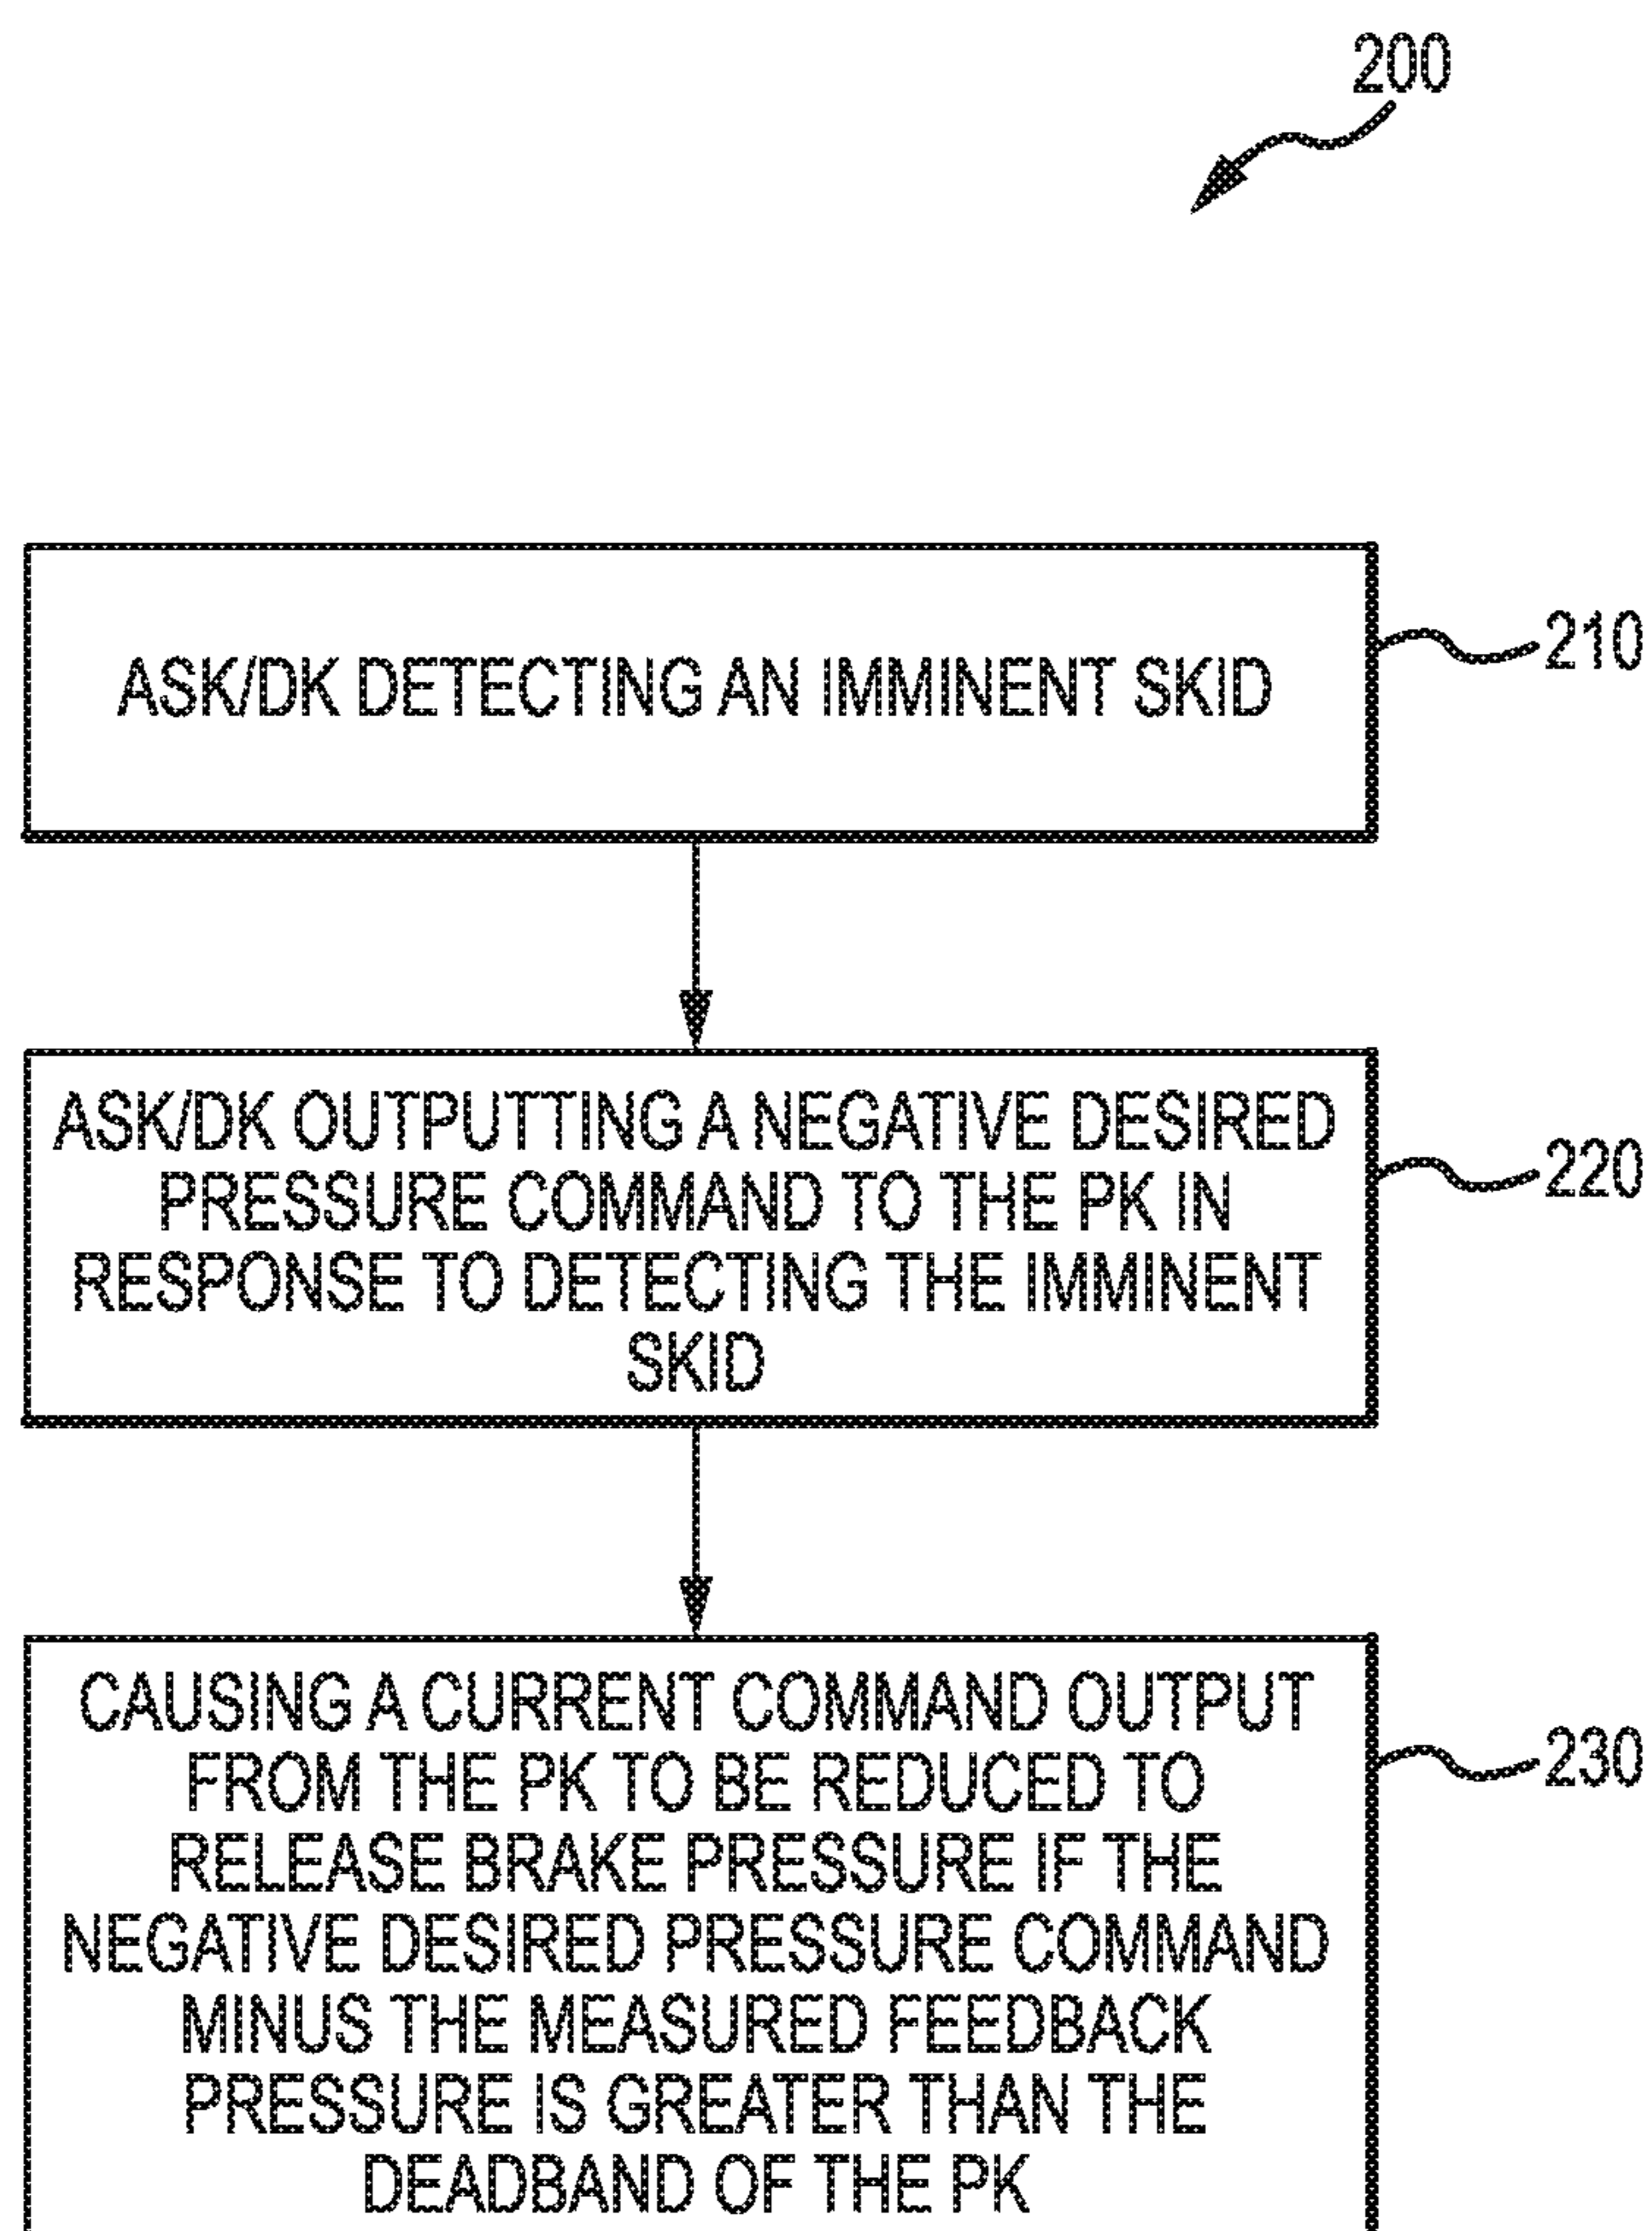 200
ASK/DK DETECTING AN IMMINENT SKID
210
ASK/DK OUTPUTTING A NEGATIVE DESIRED
PRESSURE COMMAND TO THE PK IN
RESPONSE TO DETECTING THE IMMINENT
SKID
220
CAUSING A CURRENT COMMAND OUTPUT
FROM THE PK TO BE REDUCED TO
RELEASE BRAKE PRESSURE IF THE
NEGATIVE DESIRED PRESSURE COMMAND
MINUS THE MEASURED FEEDBACK
PRESSURE IS GREATER THAN THE
DEADBAND OF THE PK
230